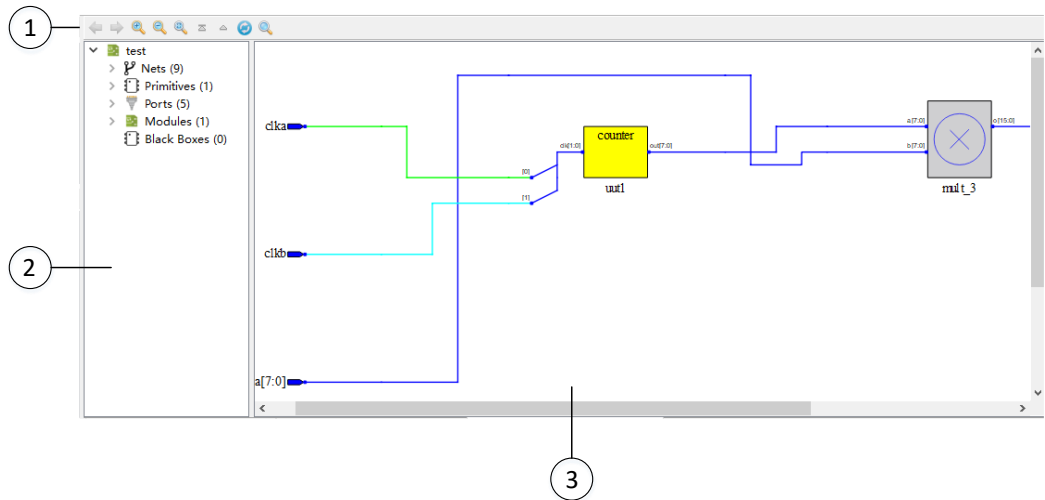 1
test
Nets (9)
Primitives (1)
Ports (5)
Modules (1)
Black Boxes (0)
2
clka
clkb
a[7:0]
[0]
[1]
clk[1:0]
counter
out[7:0]
uut1
a[7:0]
b[7:0]
o[15:0]
mult_3
3